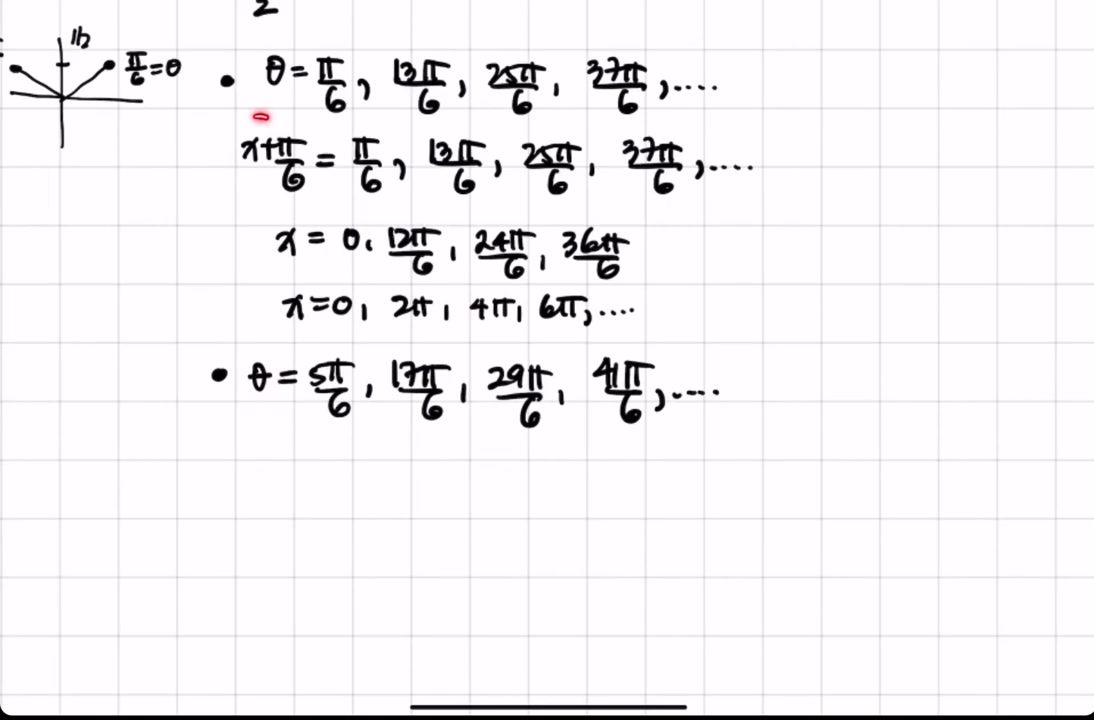 2
1/2
π/6 = θ
• θ = π/6, 13π/6, 25π/6, 37π/6, ....
x+π/6 = π/6, 13π/6, 25π/6, 37π/6, ....
x = 0, 12π/6, 24π/6, 36π/6
x=0, 2π, 4π, 6π, ....
• θ = 5π/6, 17π/6, 29π/6, 41π/6, ....